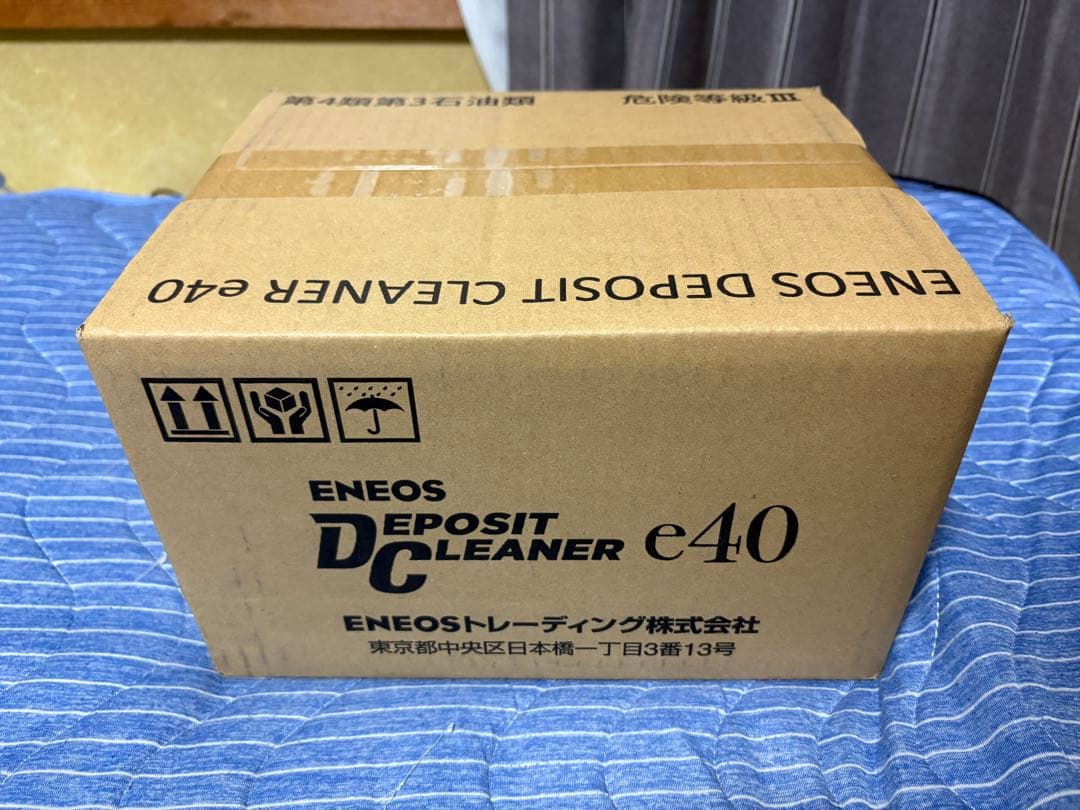 第4類第3石油類 危険等級III
ENEOS DEPOSIT CLEANER e40
ENEOS
DEPOSIT
CLEANER e40
ENEOSトレーディング株式会社
東京都中央区日本橋一丁目3番13号